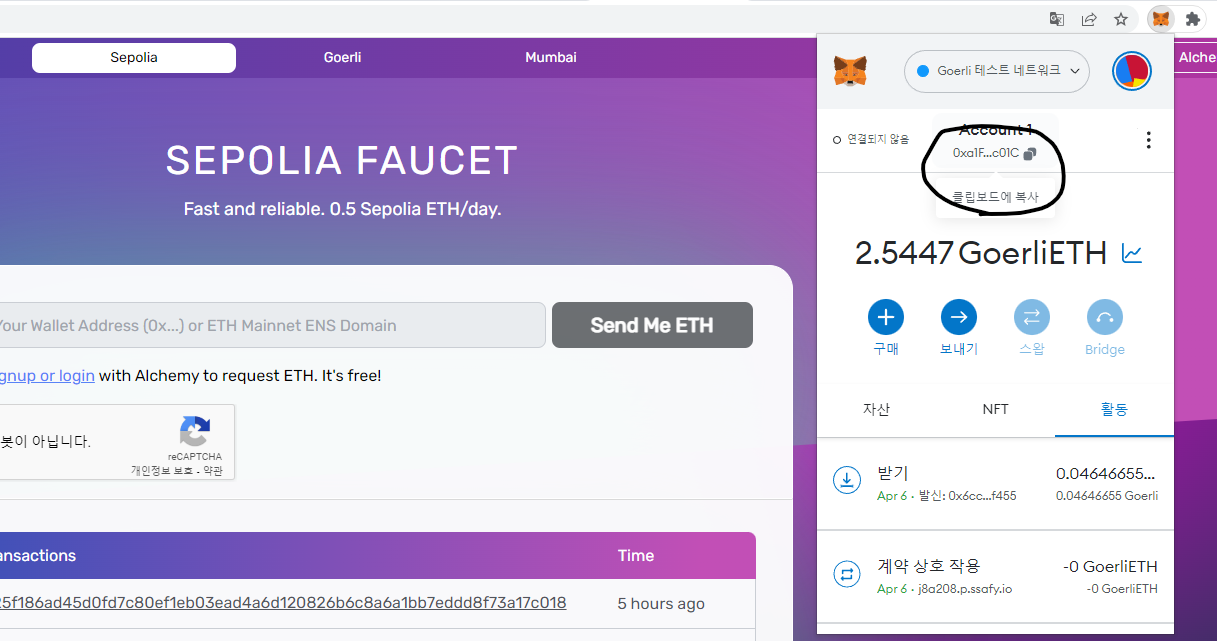 Sepolia
Goerli
Mumbai
SEPOLIA FAUCET
Fast and reliable. 0.5 Sepolia ETH/day.
Your Wallet Address (0x...) or ETH Mainnet ENS Domain
Send Me ETH
gnup or login with Alchemy to request ETH. It's free!
봇이 아닙니다.
reCAPTCHA
개인정보 보호 - 약관
ansactions
Time
25f186ad45d0fd7c80ef1eb03ead4a6d120826b6c8a6a1bb7eddd8f73a17c018
5 hours ago
Goerli 테스트 네트워크
Alche
연결되지 않음
Account 1
0xa1F...c01C
클립보드에 복사
2.5447 GoerliETH
구매
보내기
스왑
Bridge
자산
NFT
활동
받기
0.04646655...
Apr 6 · 발신: 0x6cc...f455
0.04646655 Goerli
계약 상호 작용
-0 GoerliETH
Apr 6 · j8a208.p.ssafy.io
-0 GoerliETH